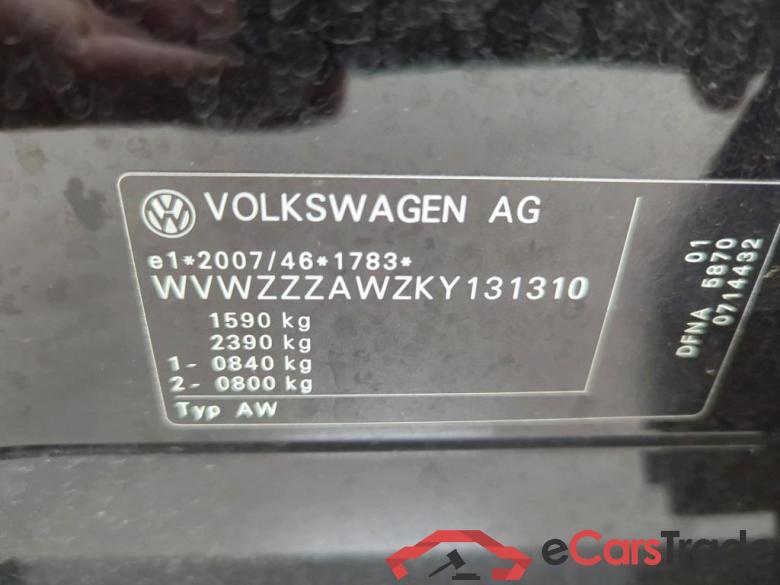 VOLKSWAGEN AG
e1*2007/46*1783*
WVWZZZAWZKY131310
1590 kg
2390 kg
1- 0840 kg
2- 0800 kg
Typ AW
01
DFNA 5870
0714432
eCarsTrade